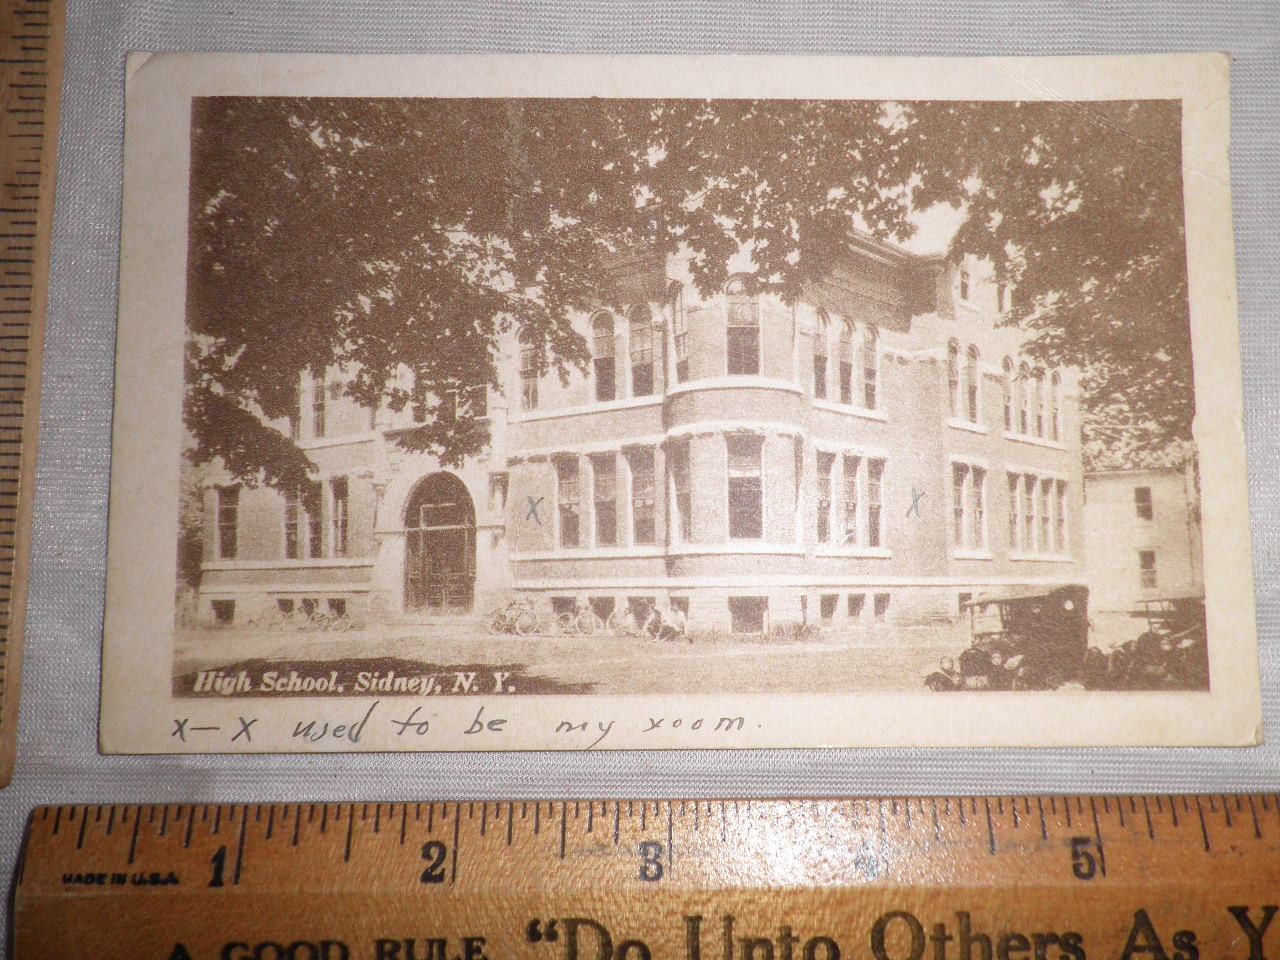 x x
High School, Sidney, N. Y.
x – x used to be my room.
1 2 3 4 5
MADE IN U.S.A.
A GOOD RULE "Do Unto Others As Y